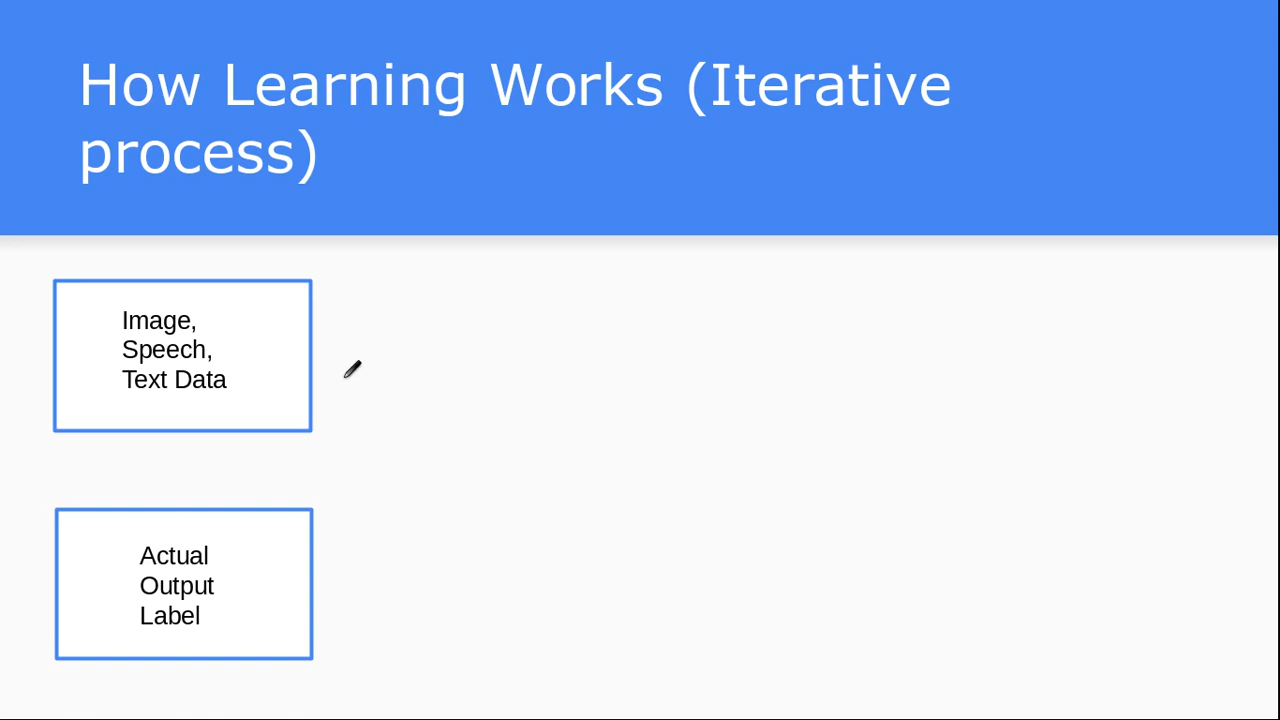 How Learning Works (Iterative
process)
Image,
Speech,
Text Data
Actual
Output
Label